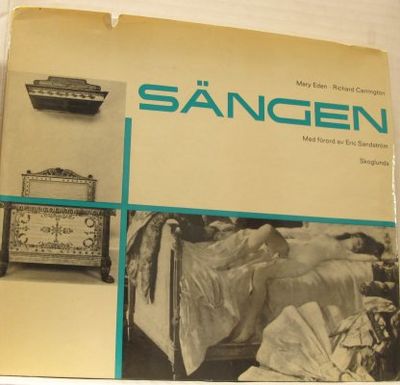 Mary Eden · Richard Carrington
SÄNGEN
Med förord av Eric Sandström
Skoglunds